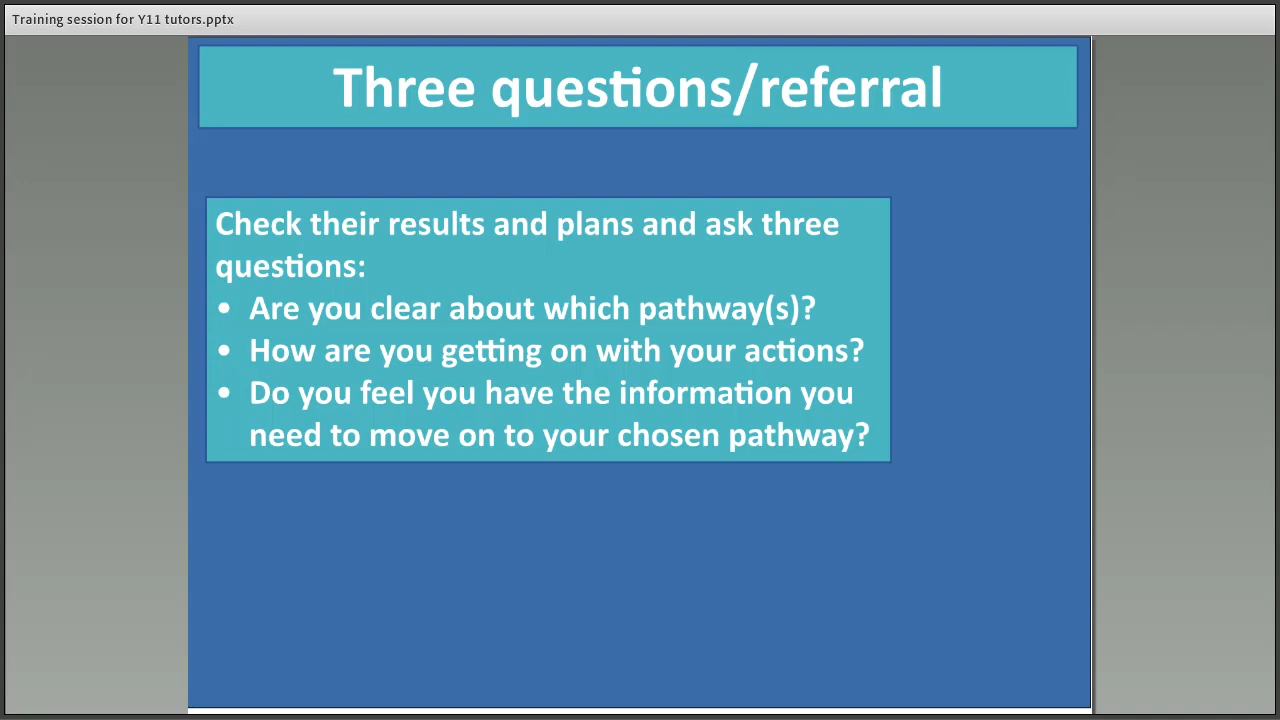 Training session for Y11 tutors.pptx
Three questions/referral
Check their results and plans and ask three
questions:
• Are you clear about which pathway(s)?
• How are you getting on with your actions?
• Do you feel you have the information you
need to move on to your chosen pathway?